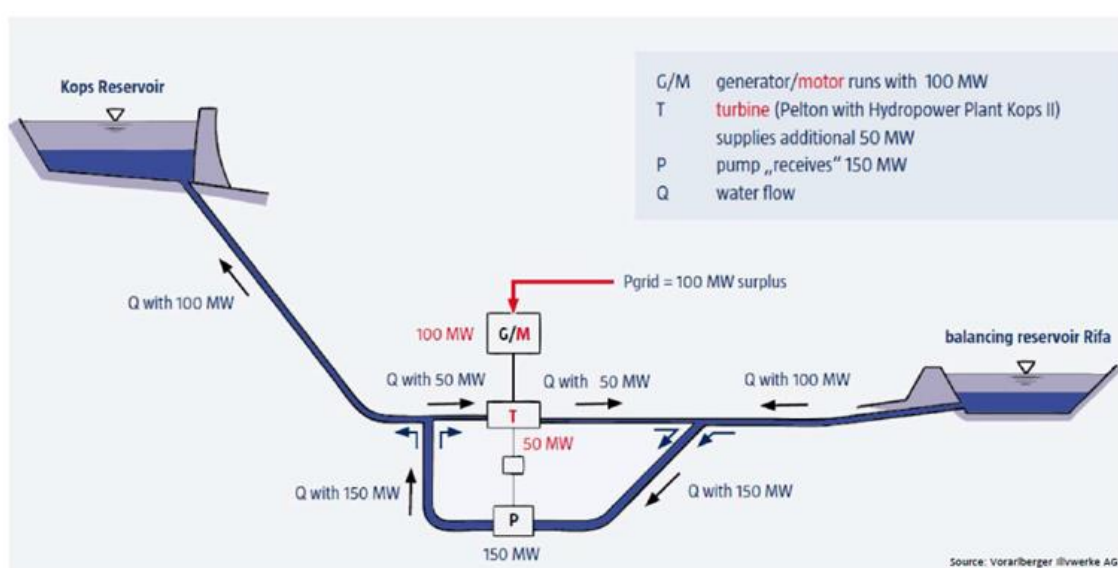 Kops Reservoir
G/M generator/motor runs with 100 MW
T turbine (Pelton with Hydropower Plant Kops II)
supplies additional 50 MW
P pump „receives" 150 MW
Q water flow
Pgrid = 100 MW surplus
Q with 100 MW
100 MW
G/M
balancing reservoir Rifa
Q with 50 MW
Q with 50 MW
Q with 100 MW
T
50 MW
Q with 150 MW
Q with 150 MW
P
150 MW
Source: Vorarlberger Illwerke AG